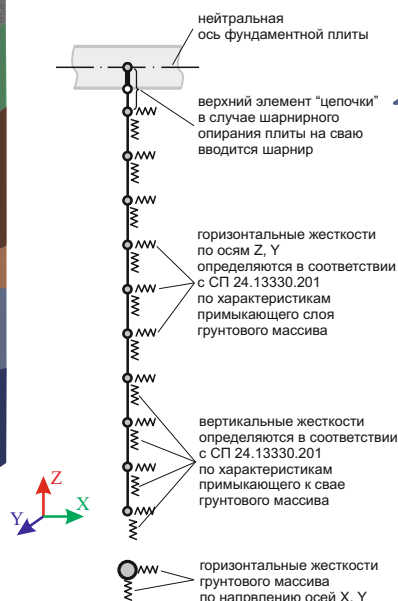 нейтральная
ось фундаментной плиты
верхний элемент "цепочки"
в случае шарнирного
опирания плиты на сваю
вводится шарнир
горизонтальные жесткости
по осям Z, Y
определяются в соответствии
с СП 24.13330.201
по характеристикам
примыкающего слоя
грунтового массива
вертикальные жесткости
определяются в соответствии
с СП 24.13330.201
по характеристикам
примыкающего к свае
грунтового массива
Z
X
Y
горизонтальные жесткости
грунтового массива
по напрвлению осей X, Y